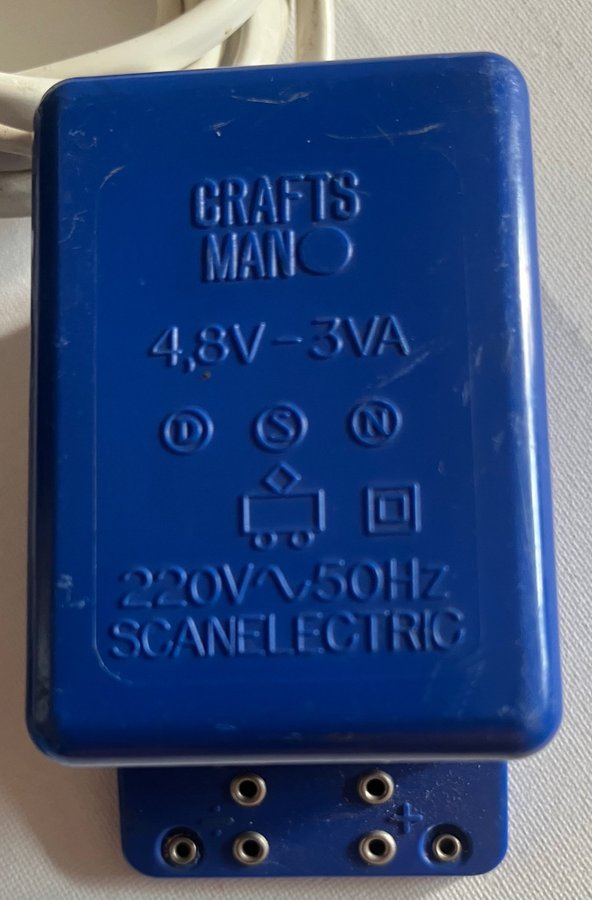 CRAFTS
MAN
4,8V-3VA
D S N
220V∿50Hz
SCANELECTRIC
÷ +